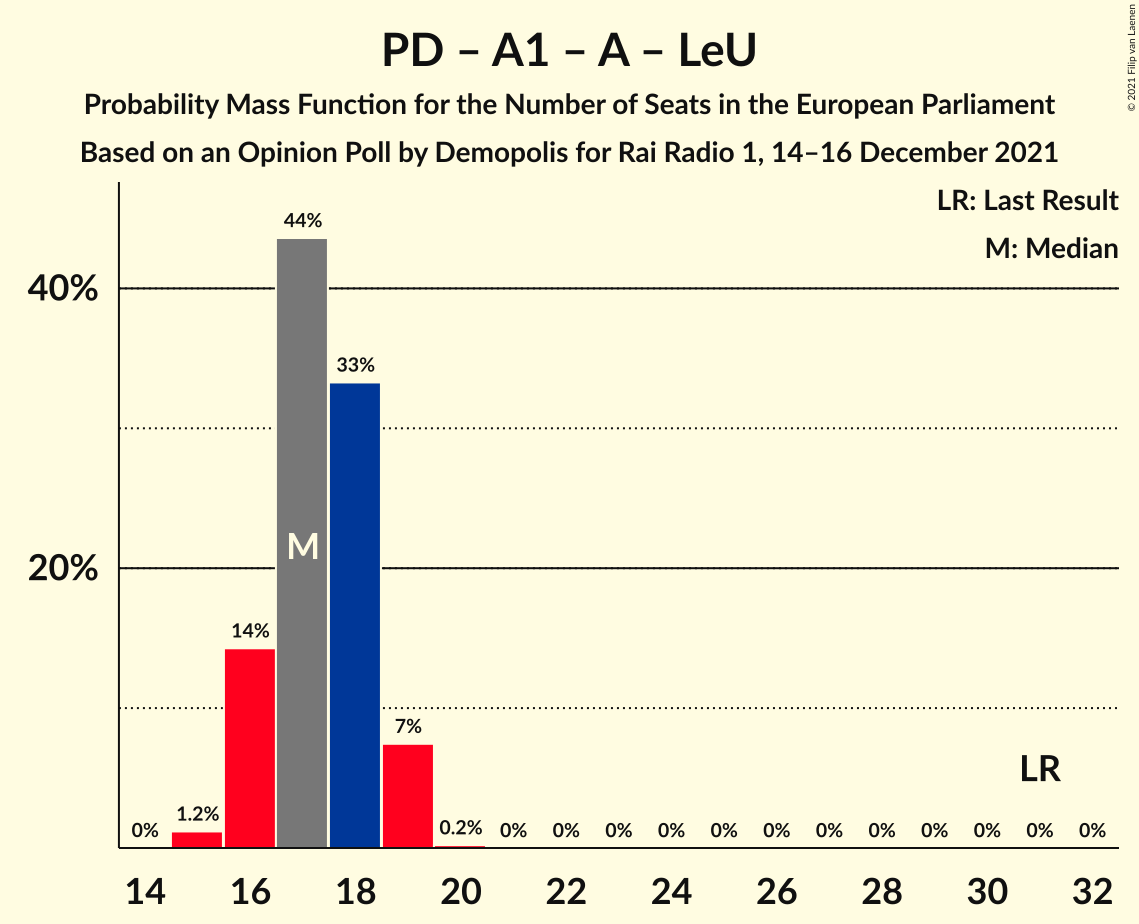 PD – A1 – A – LeU
Probability Mass Function for the Number of Seats in the European Parliament
Based on an Opinion Poll by Demopolis for Rai Radio 1, 14–16 December 2021
© 2021 Filip van Laenen
LR: Last Result
M: Median
40%
20%
0%
1.2%
14%
44%
M
33%
7%
0.2%
0%
0%
0%
0%
0%
0%
0%
0%
0%
0%
0%
0%
LR
14 16 18 20 22 24 26 28 30 32